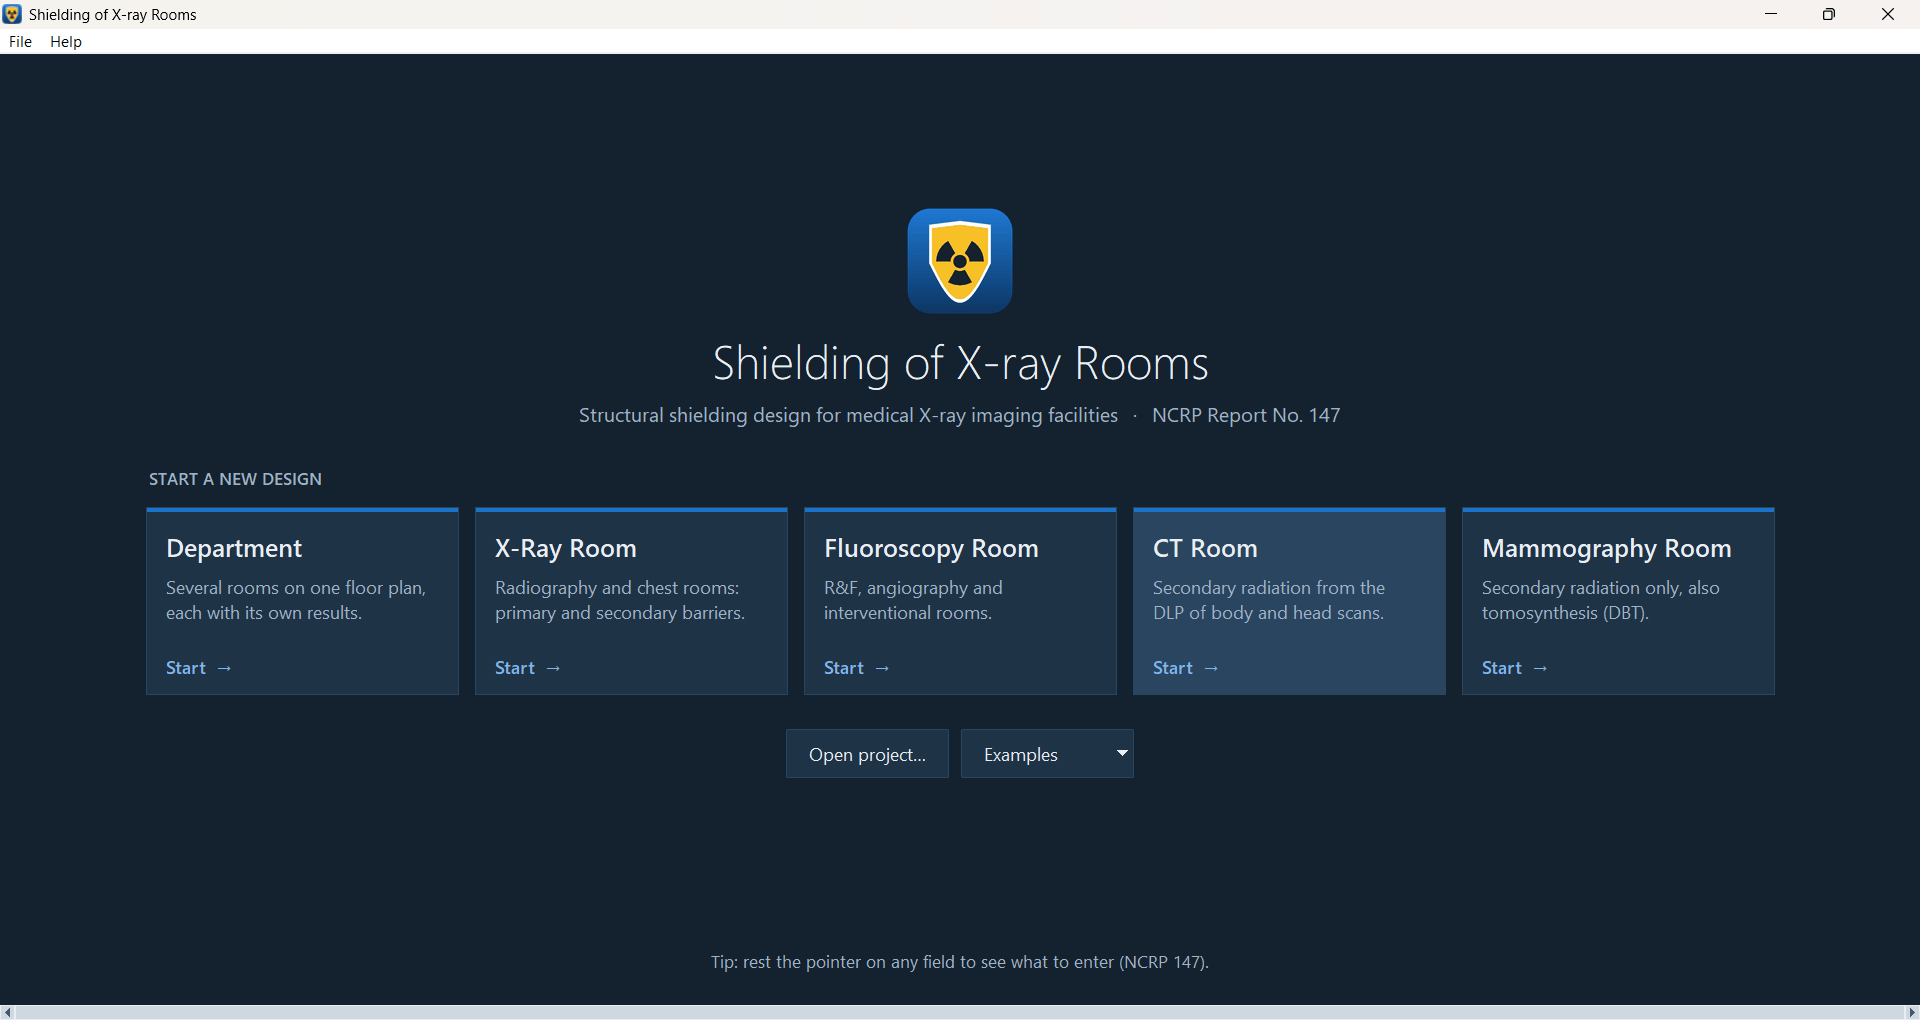 Shielding of X-ray Rooms
File Help
Shielding of X-ray Rooms
Structural shielding design for medical X-ray imaging facilities · NCRP Report No. 147
START A NEW DESIGN
Department
Several rooms on one floor plan,
each with its own results.
Start →
X-Ray Room
Radiography and chest rooms:
primary and secondary barriers.
Start →
Fluoroscopy Room
R&F, angiography and
interventional rooms.
Start →
CT Room
Secondary radiation from the
DLP of body and head scans.
Start →
Mammography Room
Secondary radiation only, also
tomosynthesis (DBT).
Start →
Open project...
Examples
Tip: rest the pointer on any field to see what to enter (NCRP 147).